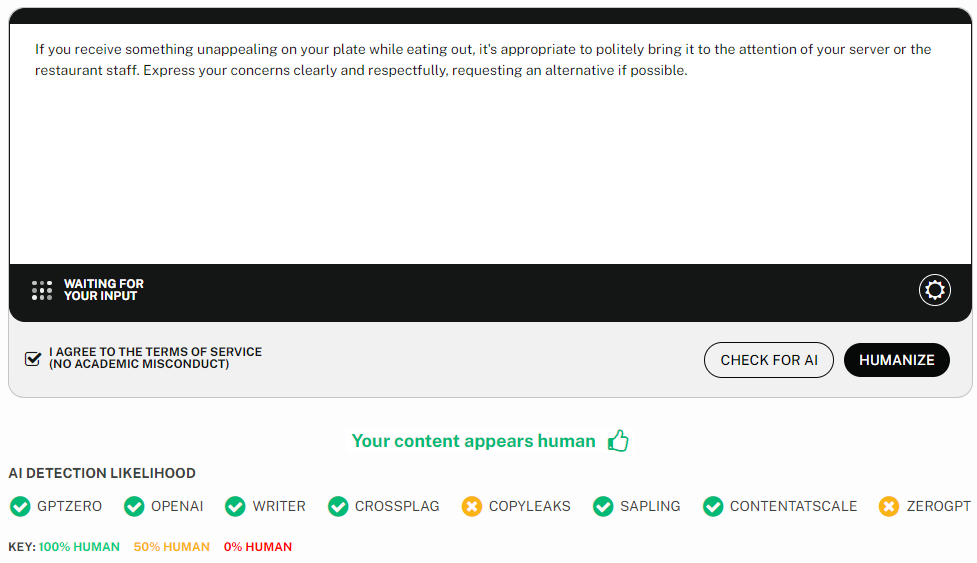 If you receive something unappealing on your plate while eating out, it's appropriate to politely bring it to the attention of your server or the
restaurant staff. Express your concerns clearly and respectfully, requesting an alternative if possible.
WAITING FOR
YOUR INPUT
I AGREE TO THE TERMS OF SERVICE
(NO ACADEMIC MISCONDUCT)
CHECK FOR AI HUMANIZE
Your content appears human
AI DETECTION LIKELIHOOD
GPTZERO OPENAI WRITER CROSSPLAG COPYLEAKS SAPLING CONTENTATSCALE ZEROGPT
KEY: 100% HUMAN 50% HUMAN 0% HUMAN